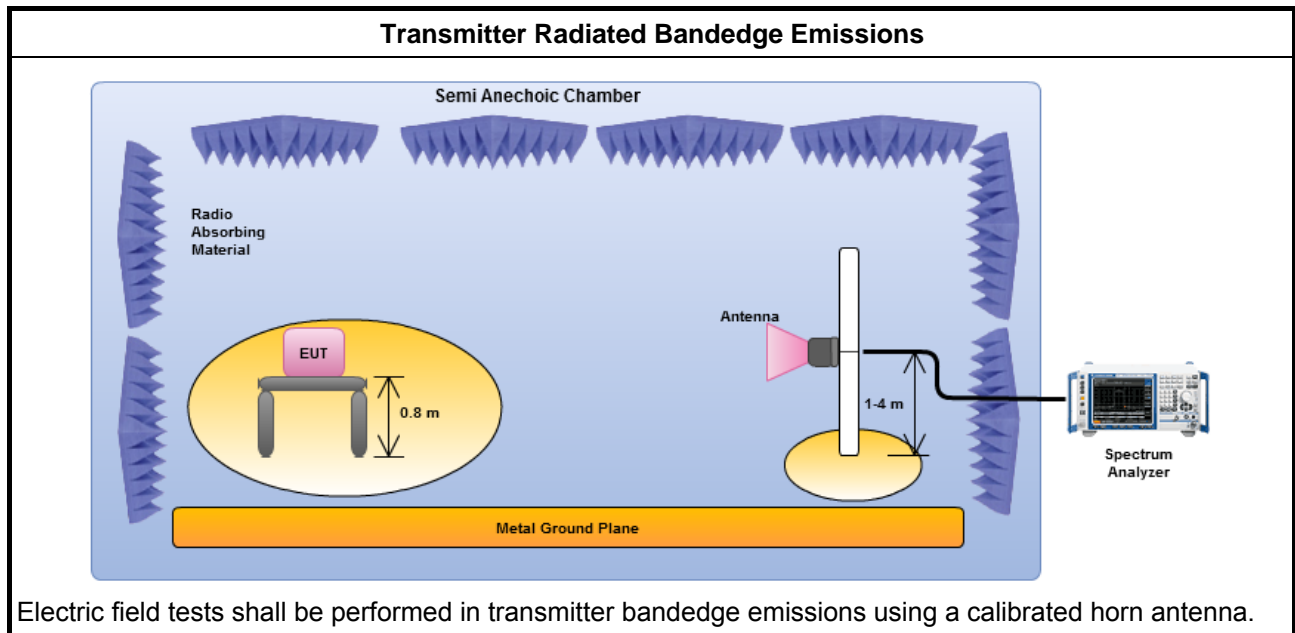 Transmitter Radiated Bandedge Emissions
Semi Anechoic Chamber
Radio
Absorbing
Material
Antenna
EUT
0.8 m
1-4 m
Spectrum
Analyzer
Metal Ground Plane
Electric field tests shall be performed in transmitter bandedge emissions using a calibrated horn antenna.